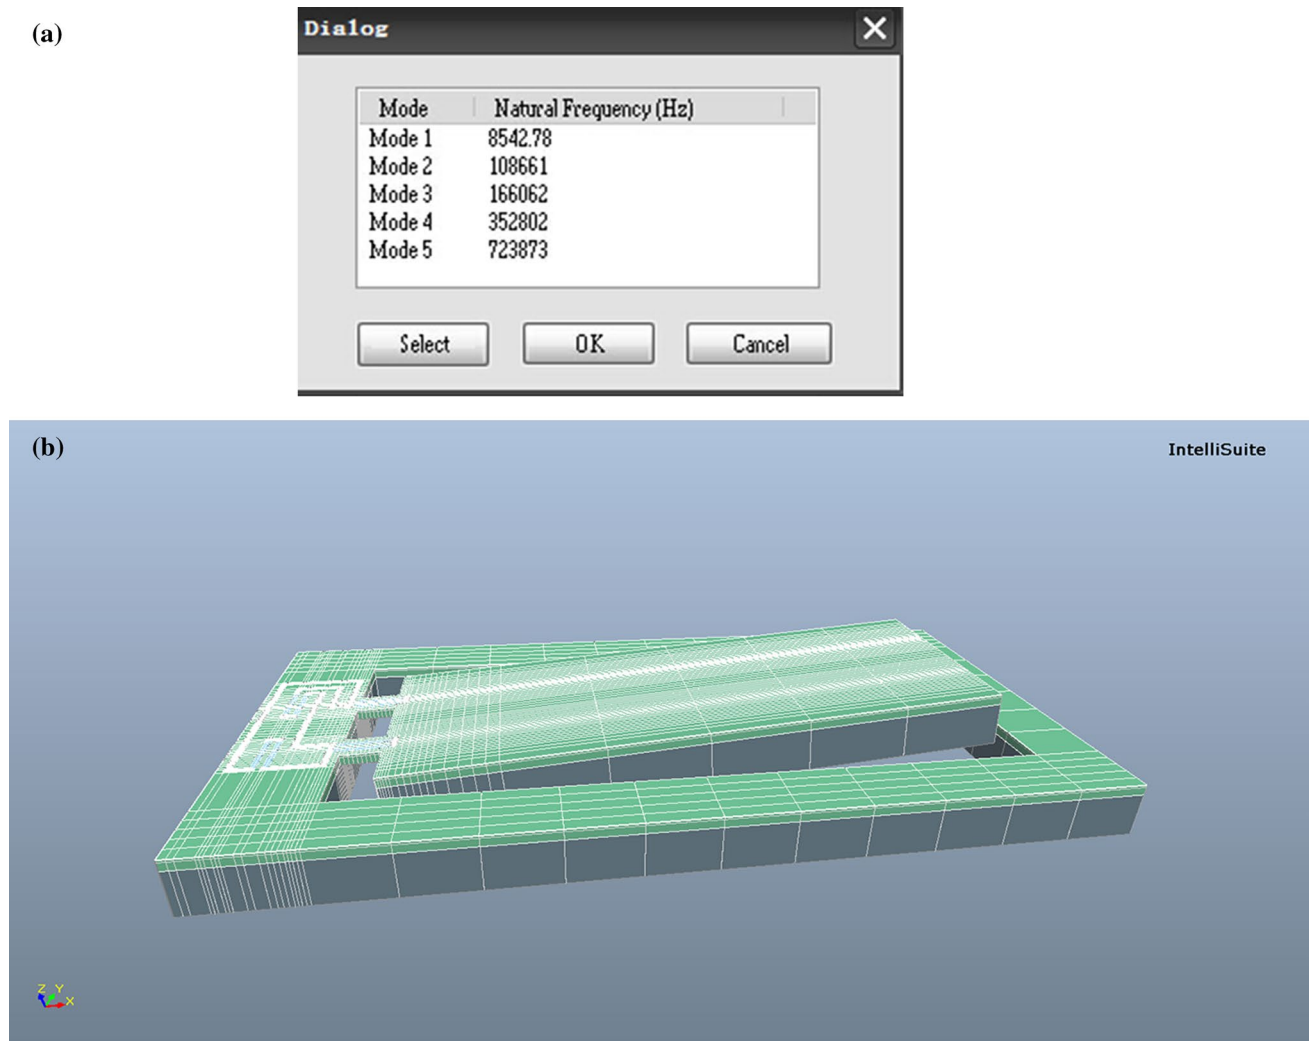 (a)
Dialog
Mode Natural Frequency (Hz)
Mode 1 8542.78
Mode 2 108661
Mode 3 166062
Mode 4 352802
Mode 5 723873
Select OK Cancel
(b)
IntelliSuite
Z Y
X